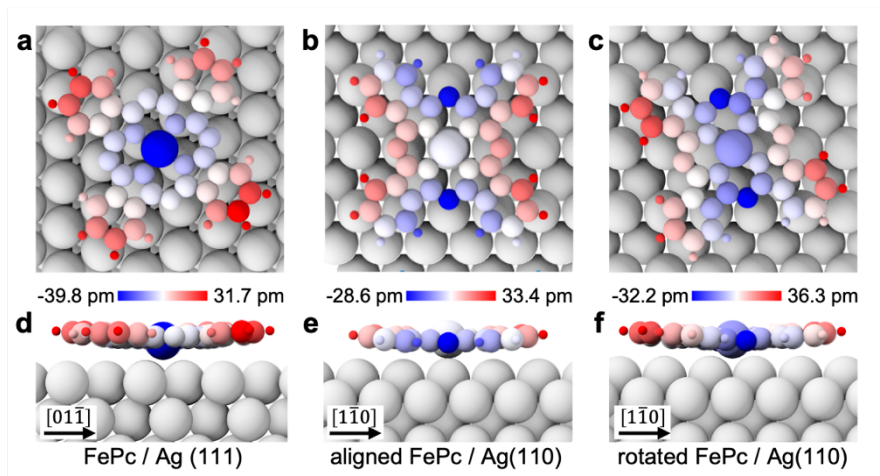 a b c
-39.8 pm 31.7 pm -28.6 pm 33.4 pm -32.2 pm 36.3 pm
d e f
[011̄] [11̄0] [11̄0]
FePc / Ag (111) aligned FePc / Ag(110) rotated FePc / Ag(110)